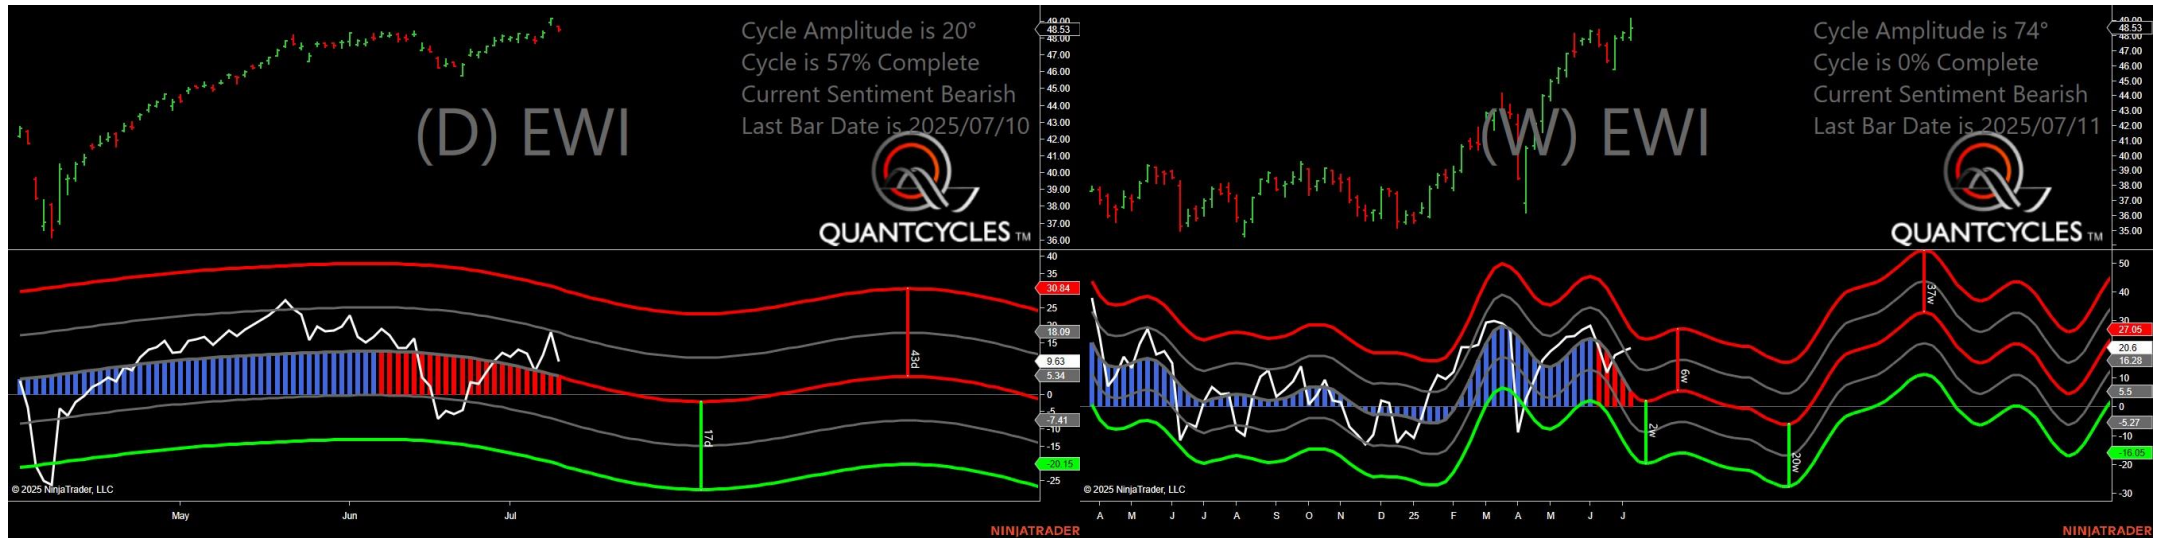 Cycle Amplitude is 20°
Cycle is 57% Complete
Current Sentiment Bearish
Last Bar Date is 2025/07/10
(D) EWI
QUANTCYCLES TM
49.00
48.53
48.00
47.00
46.00
45.00
44.00
43.00
42.00
41.00
40.00
39.00
38.00
37.00
36.00
40
35
30.84
25
18.09
15
9.63
5.34
0
-5
-7.41
-10
-15
-20.15
-25
43d
17d
© 2025 NinjaTrader, LLC
May Jun Jul
NINJATRADER
Cycle Amplitude is 74°
Cycle is 0% Complete
Current Sentiment Bearish
Last Bar Date is 2025/07/11
(W) EWI
QUANTCYCLES TM
49.00
48.53
47.00
46.00
45.00
44.00
43.00
42.00
41.00
40.00
39.00
38.00
37.00
36.00
35.00
50
40
30
27.05
20.6
16.28
10
5.5
0
-5.27
-10
-16.05
-20
-30
37w
6w
2w
20w
© 2025 NinjaTrader, LLC
A M J J A S O N D 25 F M A M J J
NINJATRADER